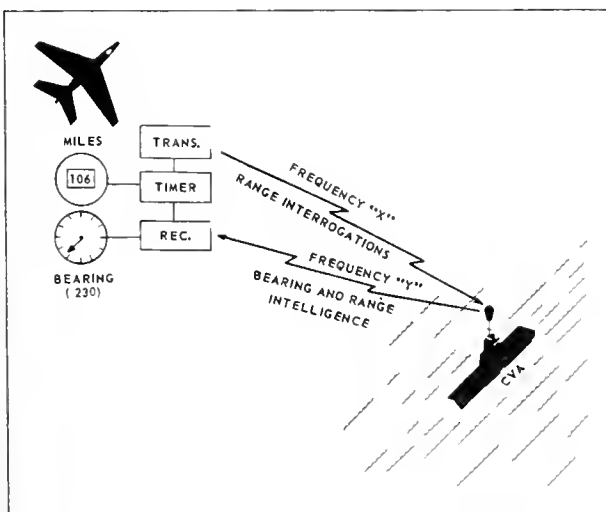 MILES
TRANS.
106
TIMER
REC.
BEARING
(230)
FREQUENCY "X"
RANGE INTERROGATIONS
FREQUENCY "Y"
BEARING AND RANGE
INTELLIGENCE
CVA